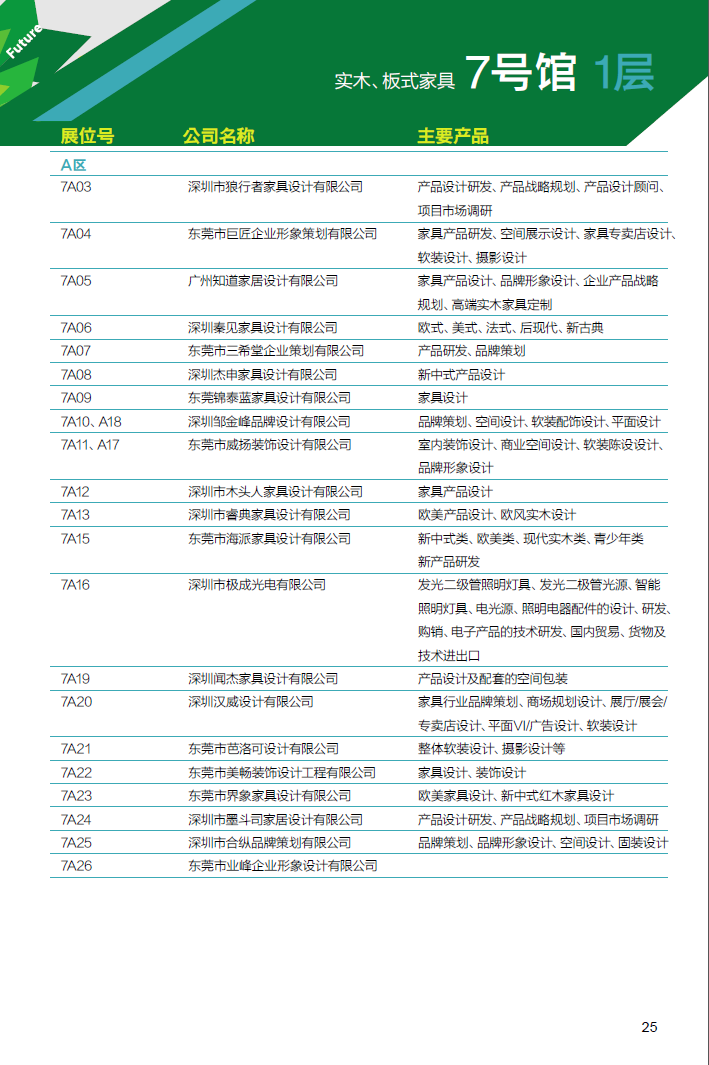 Future
实木、板式家具 7号馆 1层
展位号 公司名称 主要产品
A区
7A03 深圳市狼行者家具设计有限公司 产品设计研发、产品战略规划、产品设计顾问、
项目市场调研
7A04 东莞市巨匠企业形象策划有限公司 家具产品研发、空间展示设计、家具专卖店设计、
软装设计、摄影设计
7A05 广州知道家居设计有限公司 家具产品设计、品牌形象设计、企业产品战略
规划、高端实木家具定制
7A06 深圳秦见家具设计有限公司 欧式、美式、法式、后现代、新古典
7A07 东莞市三希堂企业策划有限公司 产品研发、品牌策划
7A08 深圳杰申家具设计有限公司 新中式产品设计
7A09 东莞锦泰蓝家具设计有限公司 家具设计
7A10、A18 深圳邹金峰品牌设计有限公司 品牌策划、空间设计、软装配饰设计、平面设计
7A11、A17 东莞市威扬装饰设计有限公司 室内装饰设计、商业空间设计、软装陈设设计、
品牌形象设计
7A12 深圳市木头人家具设计有限公司 家具产品设计
7A13 深圳市睿典家具设计有限公司 欧美产品设计、欧风实木设计
7A15 东莞市海派家具设计有限公司 新中式类、欧美类、现代实木类、青少年类
新产品研发
7A16 深圳市极成光电有限公司 发光二级管照明灯具、发光二极管光源、智能
照明灯具、电光源、照明电器配件的设计、研发、
购销、电子产品的技术研发、国内贸易、货物及
技术进出口
7A19 深圳闻杰家具设计有限公司 产品设计及配套的空间包装
7A20 深圳汉威设计有限公司 家具行业品牌策划、商场规划设计、展厅/展会/
专卖店设计、平面VI/广告设计、软装设计
7A21 东莞市芭洛可设计有限公司 整体软装设计、摄影设计等
7A22 东莞市美畅装饰设计工程有限公司 家具设计、装饰设计
7A23 东莞市界象家具设计有限公司 欧美家具设计、新中式红木家具设计
7A24 深圳市墨斗司家居设计有限公司 产品设计研发、产品战略规划、项目市场调研
7A25 深圳市合纵品牌策划有限公司 品牌策划、品牌形象设计、空间设计、固装设计
7A26 东莞市业峰企业形象设计有限公司
25